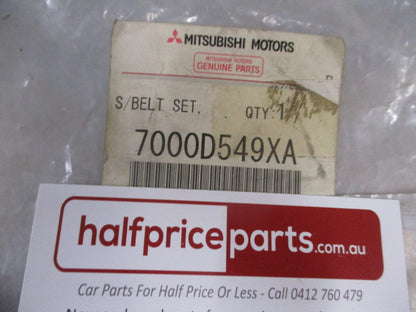 MITSUBISHI MOTORS
MITSUBISHI MOTORS
GENUINE PARTS
S/BELT SET, . QTY:
7000D549XA
halfpriceparts.com.au
Car Parts For Half Price Or Less - Call 0412 760 479